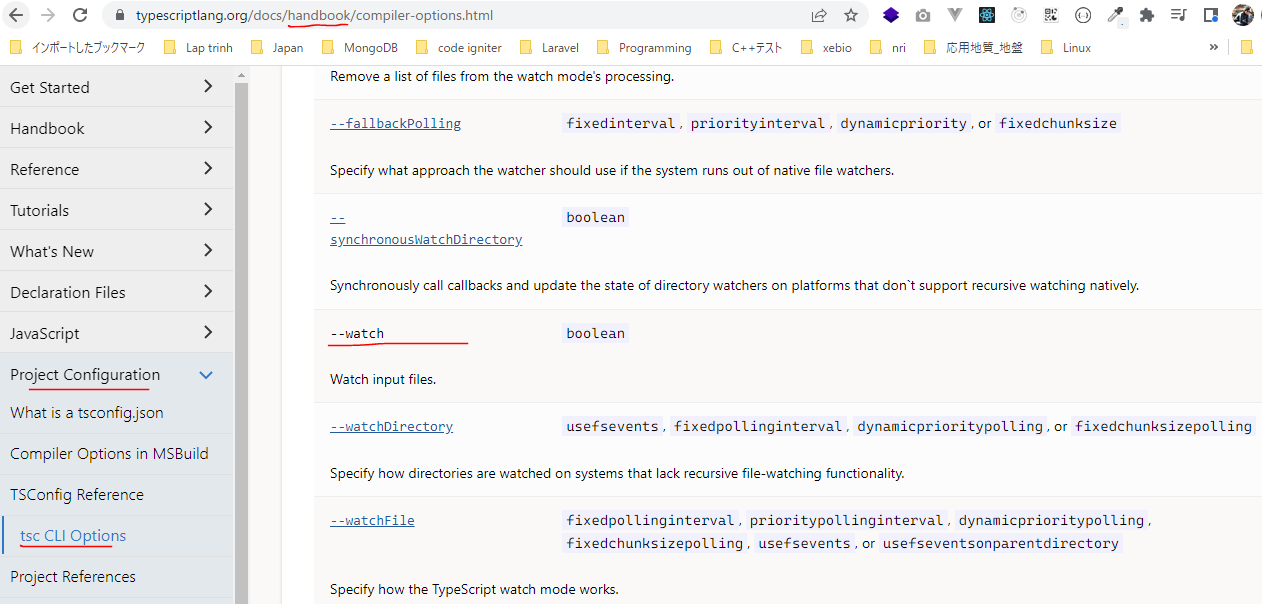 typescriptlang.org/docs/handbook/compiler-options.html
インポートしたブックマーク Lap trinh Japan MongoDB code igniter Laravel Programming C++テスト xebio nri 応用地質_地盤 Linux »
Get Started
Handbook
Reference
Tutorials
What's New
Declaration Files
JavaScript
Project Configuration
What is a tsconfig.json
Compiler Options in MSBuild
TSConfig Reference
tsc CLI Options
Project References
Remove a list of files from the watch mode's processing.
--fallbackPolling fixedinterval, priorityinterval, dynamicpriority, or fixedchunksize
Specify what approach the watcher should use if the system runs out of native file watchers.
-- boolean
synchronousWatchDirectory
Synchronously call callbacks and update the state of directory watchers on platforms that don`t support recursive watching natively.
--watch boolean
Watch input files.
--watchDirectory usefsevents, fixedpollinginterval, dynamicprioritypolling, or fixedchunksizepolling
Specify how directories are watched on systems that lack recursive file-watching functionality.
--watchFile fixedpollinginterval, prioritypollinginterval, dynamicprioritypolling,
fixedchunksizepolling, usefsevents, or usefseventsonparentdirectory
Specify how the TypeScript watch mode works.